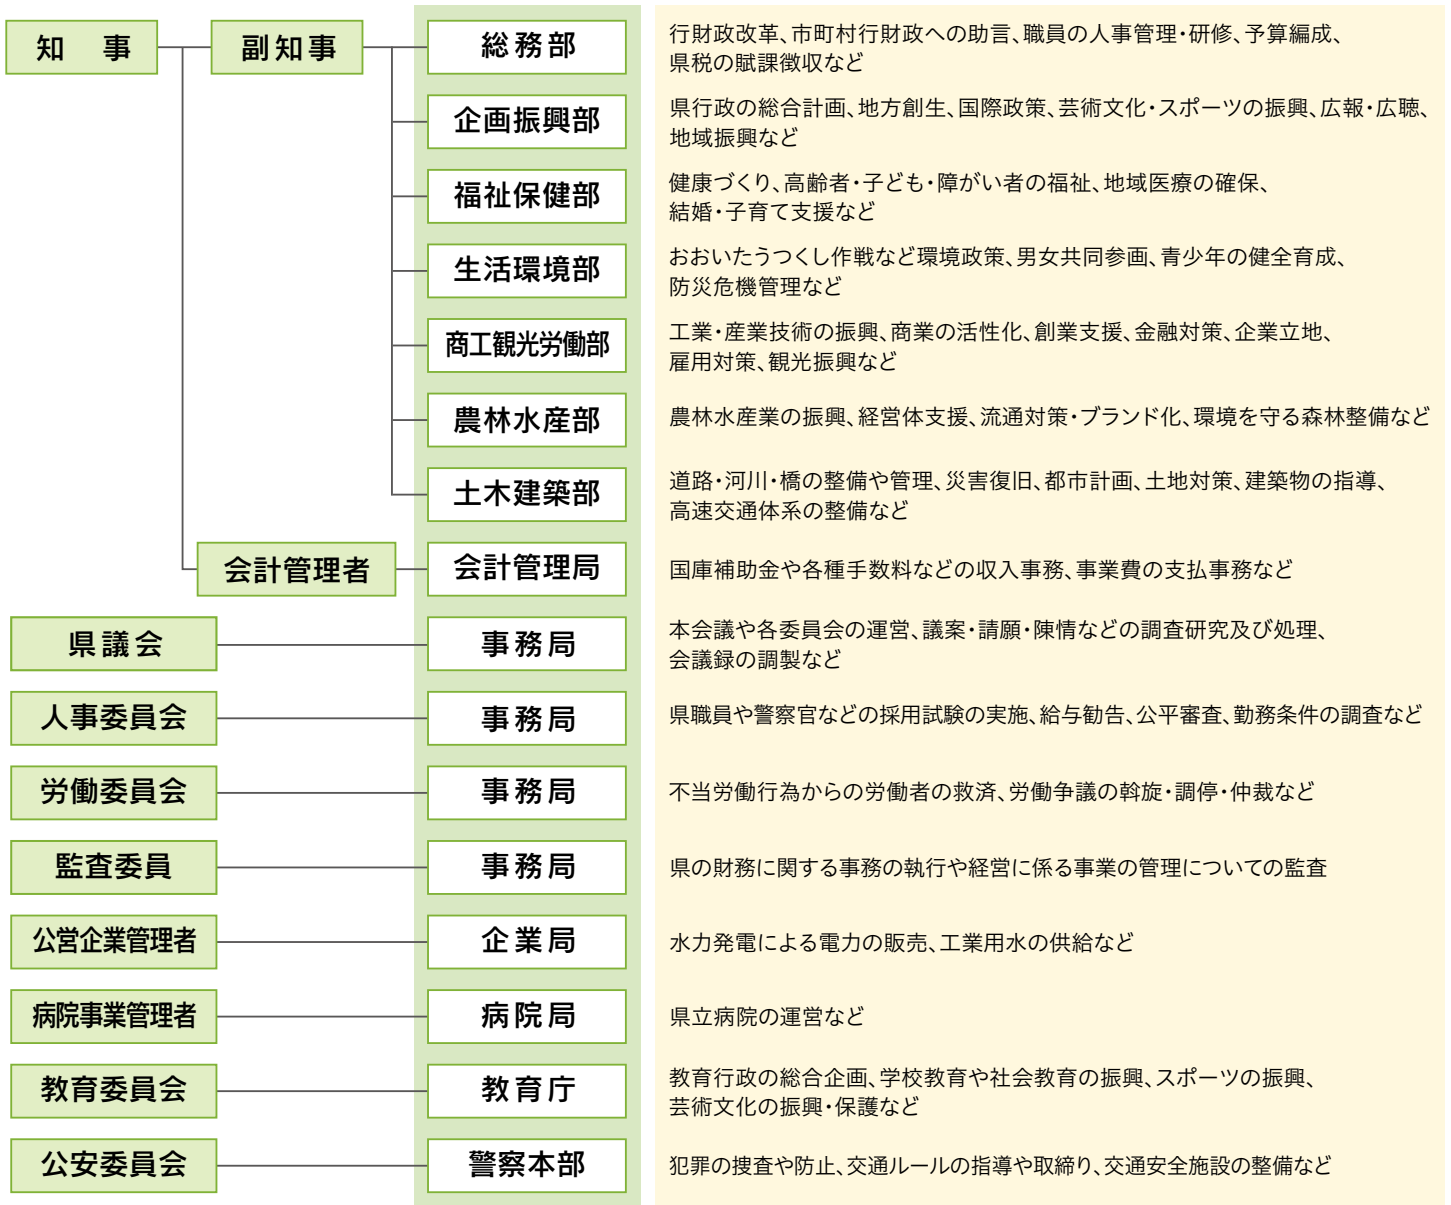 知　事
副知事
総務部
行財政改革、市町村行財政への助言、職員の人事管理・研修、予算編成、
県税の賦課徴収など
企画振興部
県行政の総合計画、地方創生、国際政策、芸術文化・スポーツの振興、広報・広聴、
地域振興など
福祉保健部
健康づくり、高齢者・子ども・障がい者の福祉、地域医療の確保、
結婚・子育て支援など
生活環境部
おおいたうつくし作戦など環境政策、男女共同参画、青少年の健全育成、
防災危機管理など
商工観光労働部
工業・産業技術の振興、商業の活性化、創業支援、金融対策、企業立地、
雇用対策、観光振興など
農林水産部
農林水産業の振興、経営体支援、流通対策・ブランド化、環境を守る森林整備など
土木建築部
道路・河川・橋の整備や管理、災害復旧、都市計画、土地対策、建築物の指導、
高速交通体系の整備など
会計管理者
会計管理局
国庫補助金や各種手数料などの収入事務、事業費の支払事務など
県議会
事務局
本会議や各委員会の運営、議案・請願・陳情などの調査研究及び処理、
会議録の調製など
人事委員会
事務局
県職員や警察官などの採用試験の実施、給与勧告、公平審査、勤務条件の調査など
労働委員会
事務局
不当労働行為からの労働者の救済、労働争議の斡旋・調停・仲裁など
監査委員
事務局
県の財務に関する事務の執行や経営に係る事業の管理についての監査
公営企業管理者
企業局
水力発電による電力の販売、工業用水の供給など
病院事業管理者
病院局
県立病院の運営など
教育委員会
教育庁
教育行政の総合企画、学校教育や社会教育の振興、スポーツの振興、
芸術文化の振興・保護など
公安委員会
警察本部
犯罪の捜査や防止、交通ルールの指導や取締り、交通安全施設の整備など